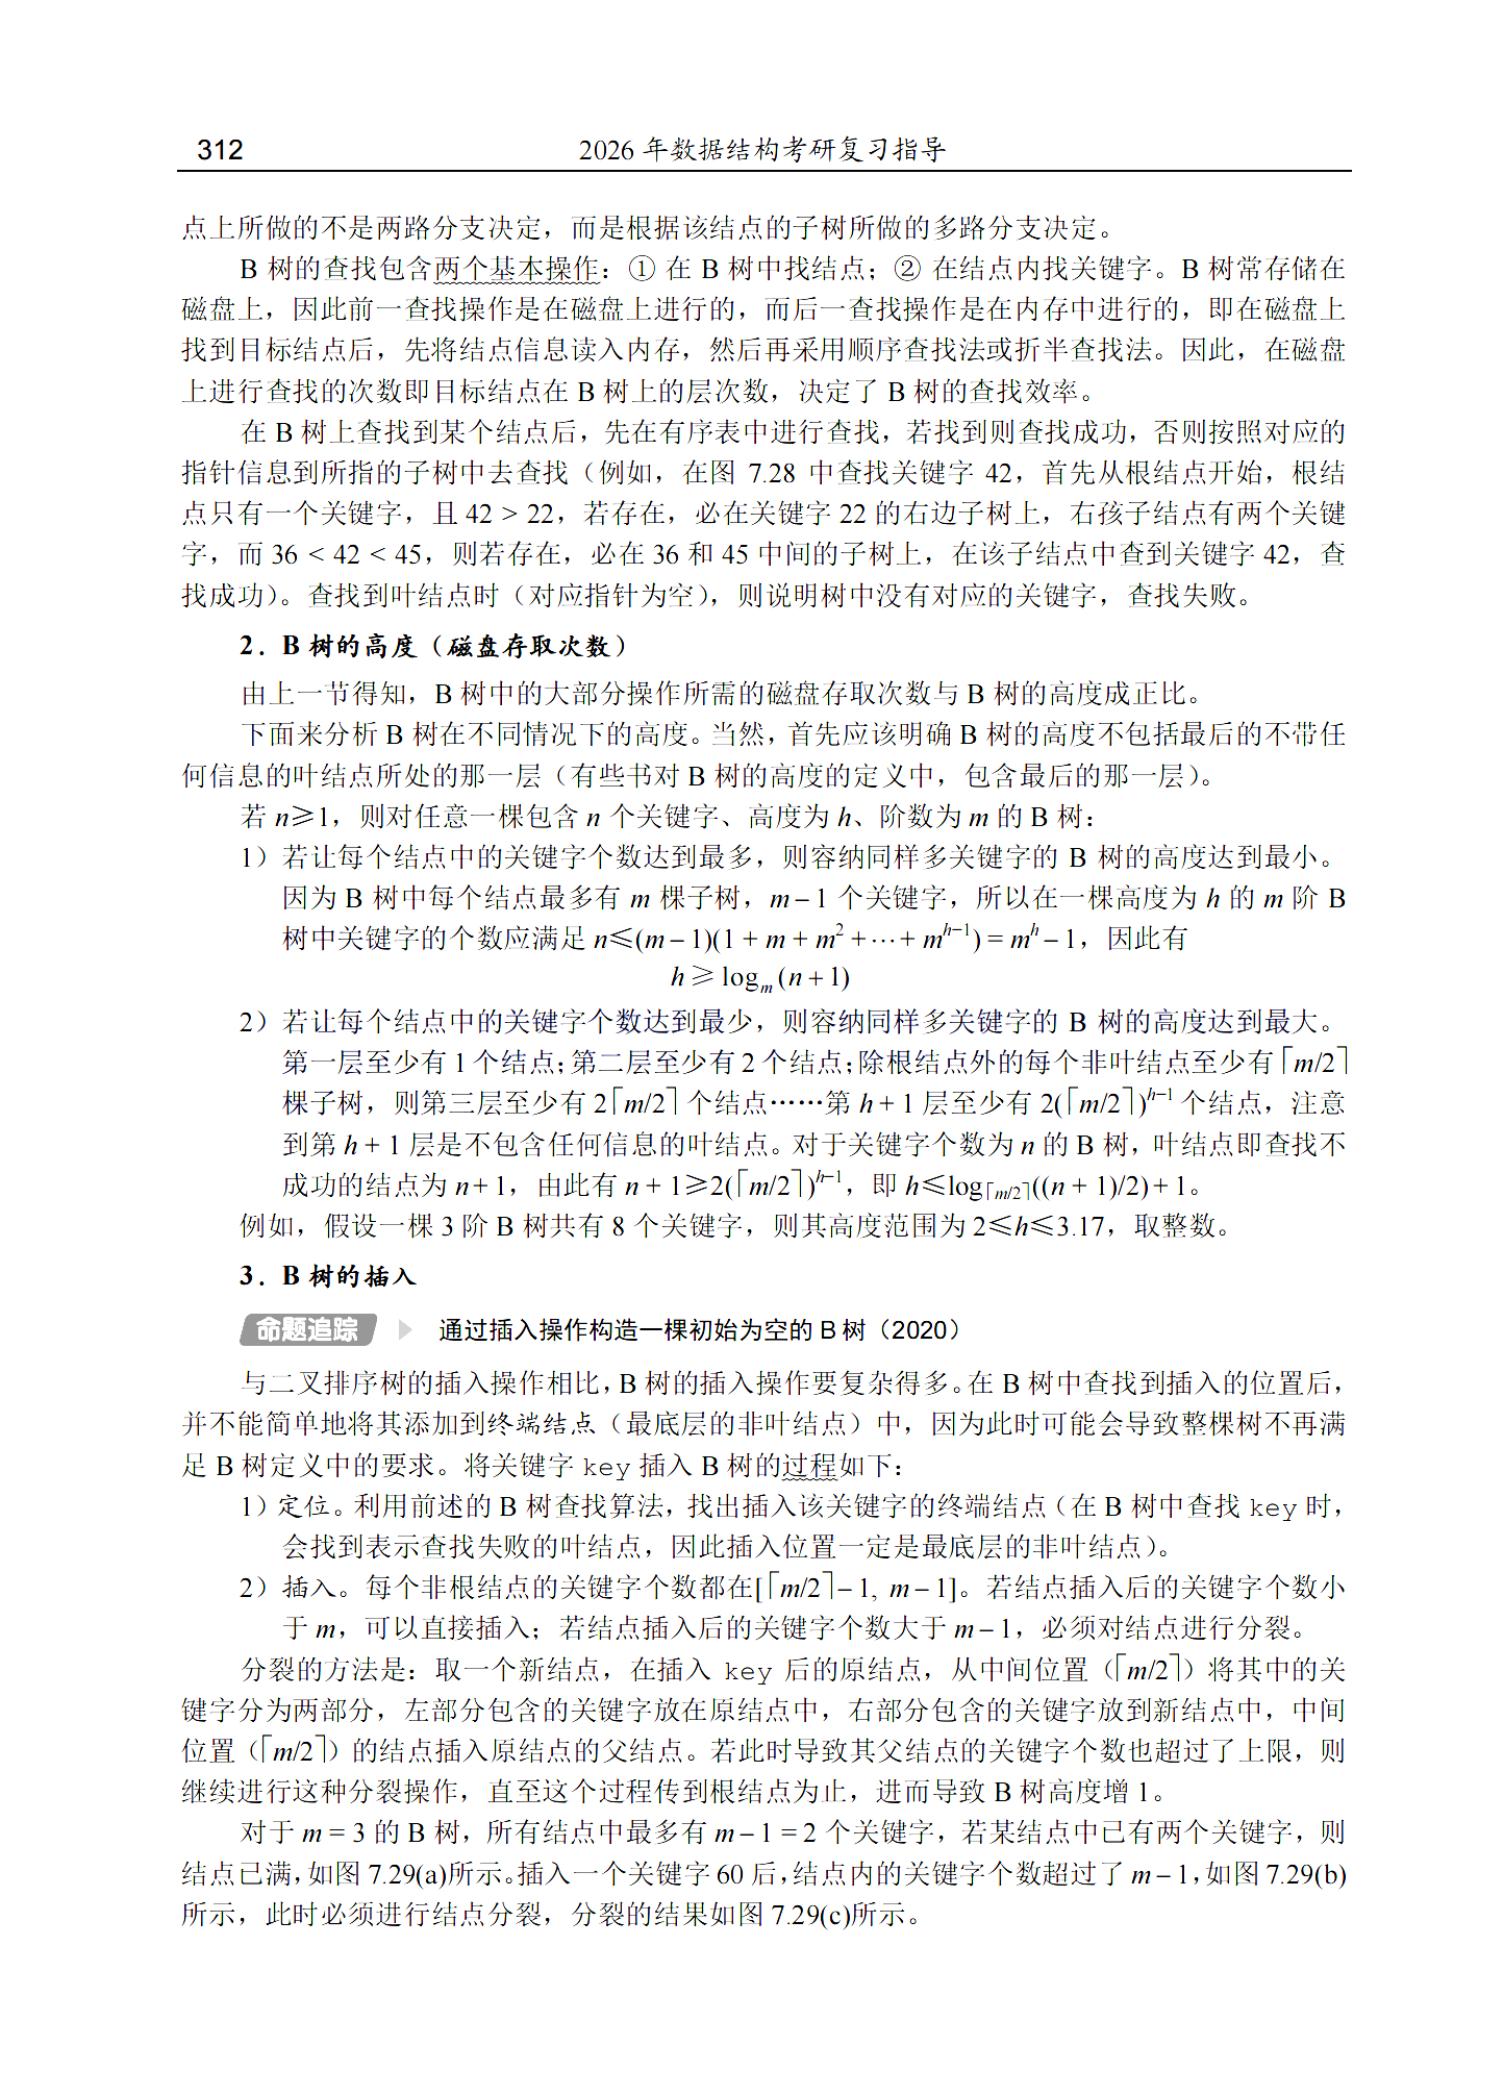 312
2026 年数据结构考研复习指导
点上所做的不是两路分支决定，而是根据该结点的子树所做的多路分支决定。
B 树的查找包含两个基本操作：① 在 B 树中找结点；② 在结点内找关键字。B 树常存储在
磁盘上，因此前一查找操作是在磁盘上进行的，而后一查找操作是在内存中进行的，即在磁盘上
找到目标结点后，先将结点信息读入内存，然后再采用顺序查找法或折半查找法。因此，在磁盘
上进行查找的次数即目标结点在 B 树上的层次数，决定了 B 树的查找效率。
在 B 树上查找到某个结点后，先在有序表中进行查找，若找到则查找成功，否则按照对应的
指针信息到所指的子树中去查找（例如，在图 7.28 中查找关键字 42，首先从根结点开始，根结
点只有一个关键字，且 42 > 22，若存在，必在关键字 22 的右边子树上，右孩子结点有两个关键
字，而 36 < 42 < 45，则若存在，必在 36 和 45 中间的子树上，在该子结点中查到关键字 42，查
找成功）。查找到叶结点时（对应指针为空），则说明树中没有对应的关键字，查找失败。
2．B 树的高度（磁盘存取次数）
由上一节得知，B 树中的大部分操作所需的磁盘存取次数与 B 树的高度成正比。
下面来分析 B 树在不同情况下的高度。当然，首先应该明确 B 树的高度不包括最后的不带任
何信息的叶结点所处的那一层（有些书对 B 树的高度的定义中，包含最后的那一层）。
若 n≥1，则对任意一棵包含 n 个关键字、高度为 h、阶数为 m 的 B 树：
1）若让每个结点中的关键字个数达到最多，则容纳同样多关键字的 B 树的高度达到最小。
因为 B 树中每个结点最多有 m 棵子树，m – 1 个关键字，所以在一棵高度为 h 的 m 阶 B
树中关键字的个数应满足 n≤(m – 1)(1 + m + m² + ⋯ + mʰ⁻¹) = mʰ – 1，因此有
h ≥ logₘ (n + 1)
2）若让每个结点中的关键字个数达到最少，则容纳同样多关键字的 B 树的高度达到最大。
第一层至少有 1 个结点；第二层至少有 2 个结点；除根结点外的每个非叶结点至少有⌈m/2⌉
棵子树，则第三层至少有 2⌈m/2⌉ 个结点……第 h + 1 层至少有 2(⌈m/2⌉)ʰ⁻¹ 个结点，注意
到第 h + 1 层是不包含任何信息的叶结点。对于关键字个数为 n 的 B 树，叶结点即查找不
成功的结点为 n + 1，由此有 n + 1≥2(⌈m/2⌉)ʰ⁻¹，即 h≤log⌈m/2⌉((n + 1)/2) + 1。
例如，假设一棵 3 阶 B 树共有 8 个关键字，则其高度范围为 2≤h≤3.17，取整数。
3．B 树的插入
命题追踪 ▶ 通过插入操作构造一棵初始为空的 B 树（2020）
与二叉排序树的插入操作相比，B 树的插入操作要复杂得多。在 B 树中查找到插入的位置后，
并不能简单地将其添加到终端结点（最底层的非叶结点）中，因为此时可能会导致整棵树不再满
足 B 树定义中的要求。将关键字 key 插入 B 树的过程如下：
1）定位。利用前述的 B 树查找算法，找出插入该关键字的终端结点（在 B 树中查找 key 时，
会找到表示查找失败的叶结点，因此插入位置一定是最底层的非叶结点）。
2）插入。每个非根结点的关键字个数都在[⌈m/2⌉ – 1, m – 1]。若结点插入后的关键字个数小
于 m，可以直接插入；若结点插入后的关键字个数大于 m – 1，必须对结点进行分裂。
分裂的方法是：取一个新结点，在插入 key 后的原结点，从中间位置（⌈m/2⌉）将其中的关
键字分为两部分，左部分包含的关键字放在原结点中，右部分包含的关键字放到新结点中，中间
位置（⌈m/2⌉）的结点插入原结点的父结点。若此时导致其父结点的关键字个数也超过了上限，则
继续进行这种分裂操作，直至这个过程传到根结点为止，进而导致 B 树高度增 1。
对于 m = 3 的 B 树，所有结点中最多有 m – 1 = 2 个关键字，若某结点中已有两个关键字，则
结点已满，如图 7.29(a)所示。插入一个关键字 60 后，结点内的关键字个数超过了 m – 1，如图 7.29(b)
所示，此时必须进行结点分裂，分裂的结果如图 7.29(c)所示。